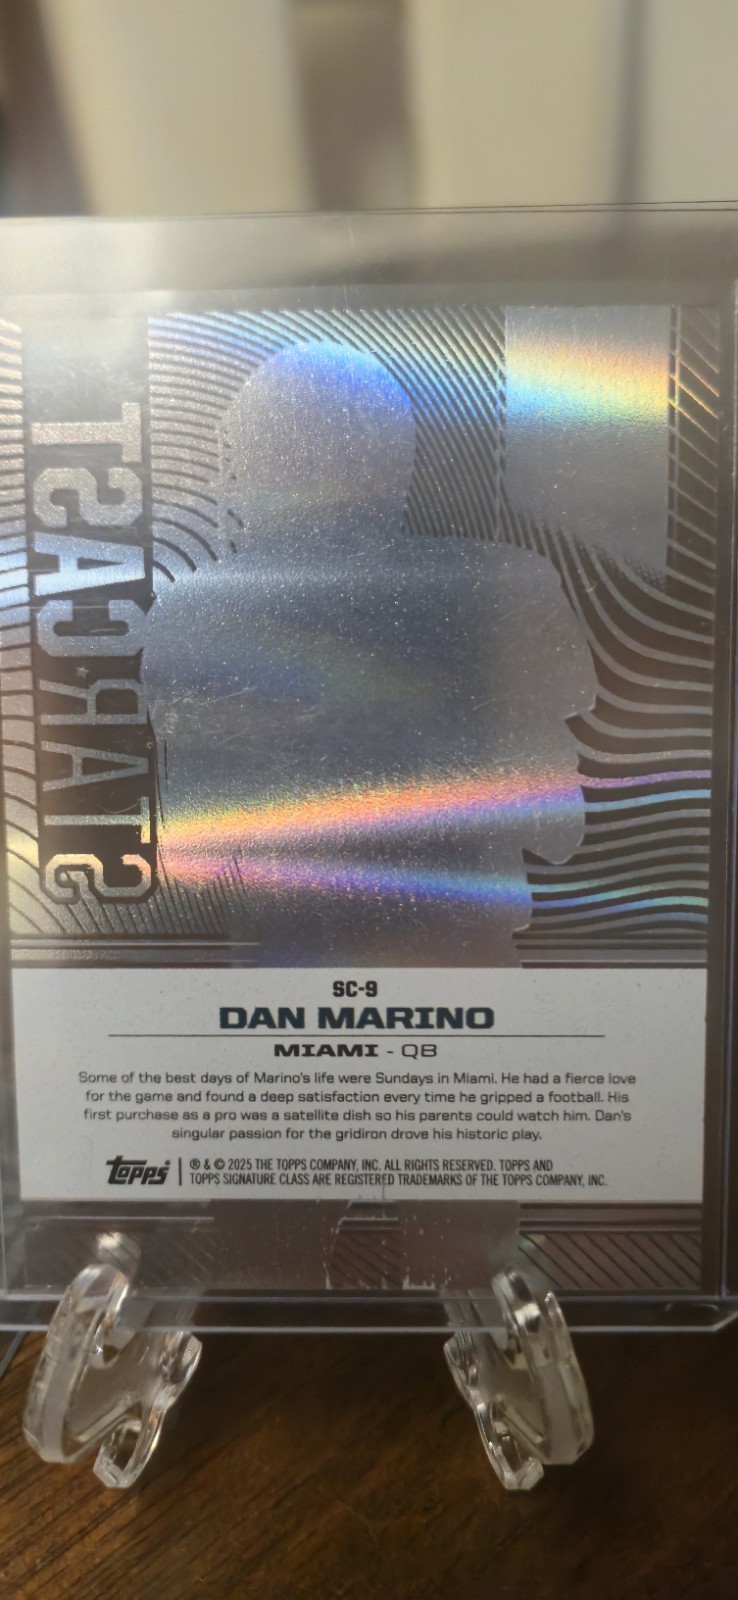 STARCAST
SC-9
DAN MARINO
MIAMI - QB
Some of the best days of Marino's life were Sundays in Miami. He had a fierce love
for the game and found a deep satisfaction every time he gripped a football. His
first purchase as a pro was a satellite dish so his parents could watch him. Dan's
singular passion for the gridiron drove his historic play.
topps
® & © 2025 THE TOPPS COMPANY, INC. ALL RIGHTS RESERVED. TOPPS AND
TOPPS SIGNATURE CLASS ARE REGISTERED TRADEMARKS OF THE TOPPS COMPANY, INC.